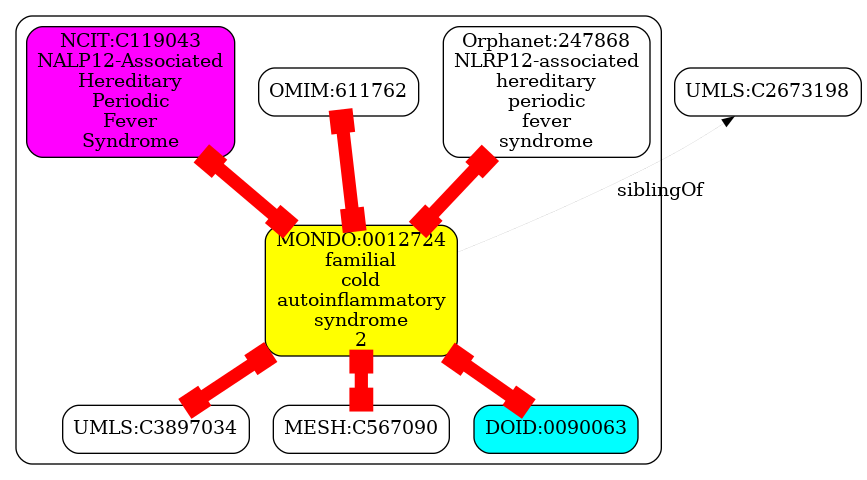 NCIT:C119043
NALP12-Associated
Hereditary
Periodic
Fever
Syndrome
OMIM:611762
Orphanet:247868
NLRP12-associated
hereditary
periodic
fever
syndrome
UMLS:C2673198
siblingOf
MONDO:0012724
familial
cold
autoinflammatory
syndrome
2
UMLS:C3897034
MESH:C567090
DOID:0090063